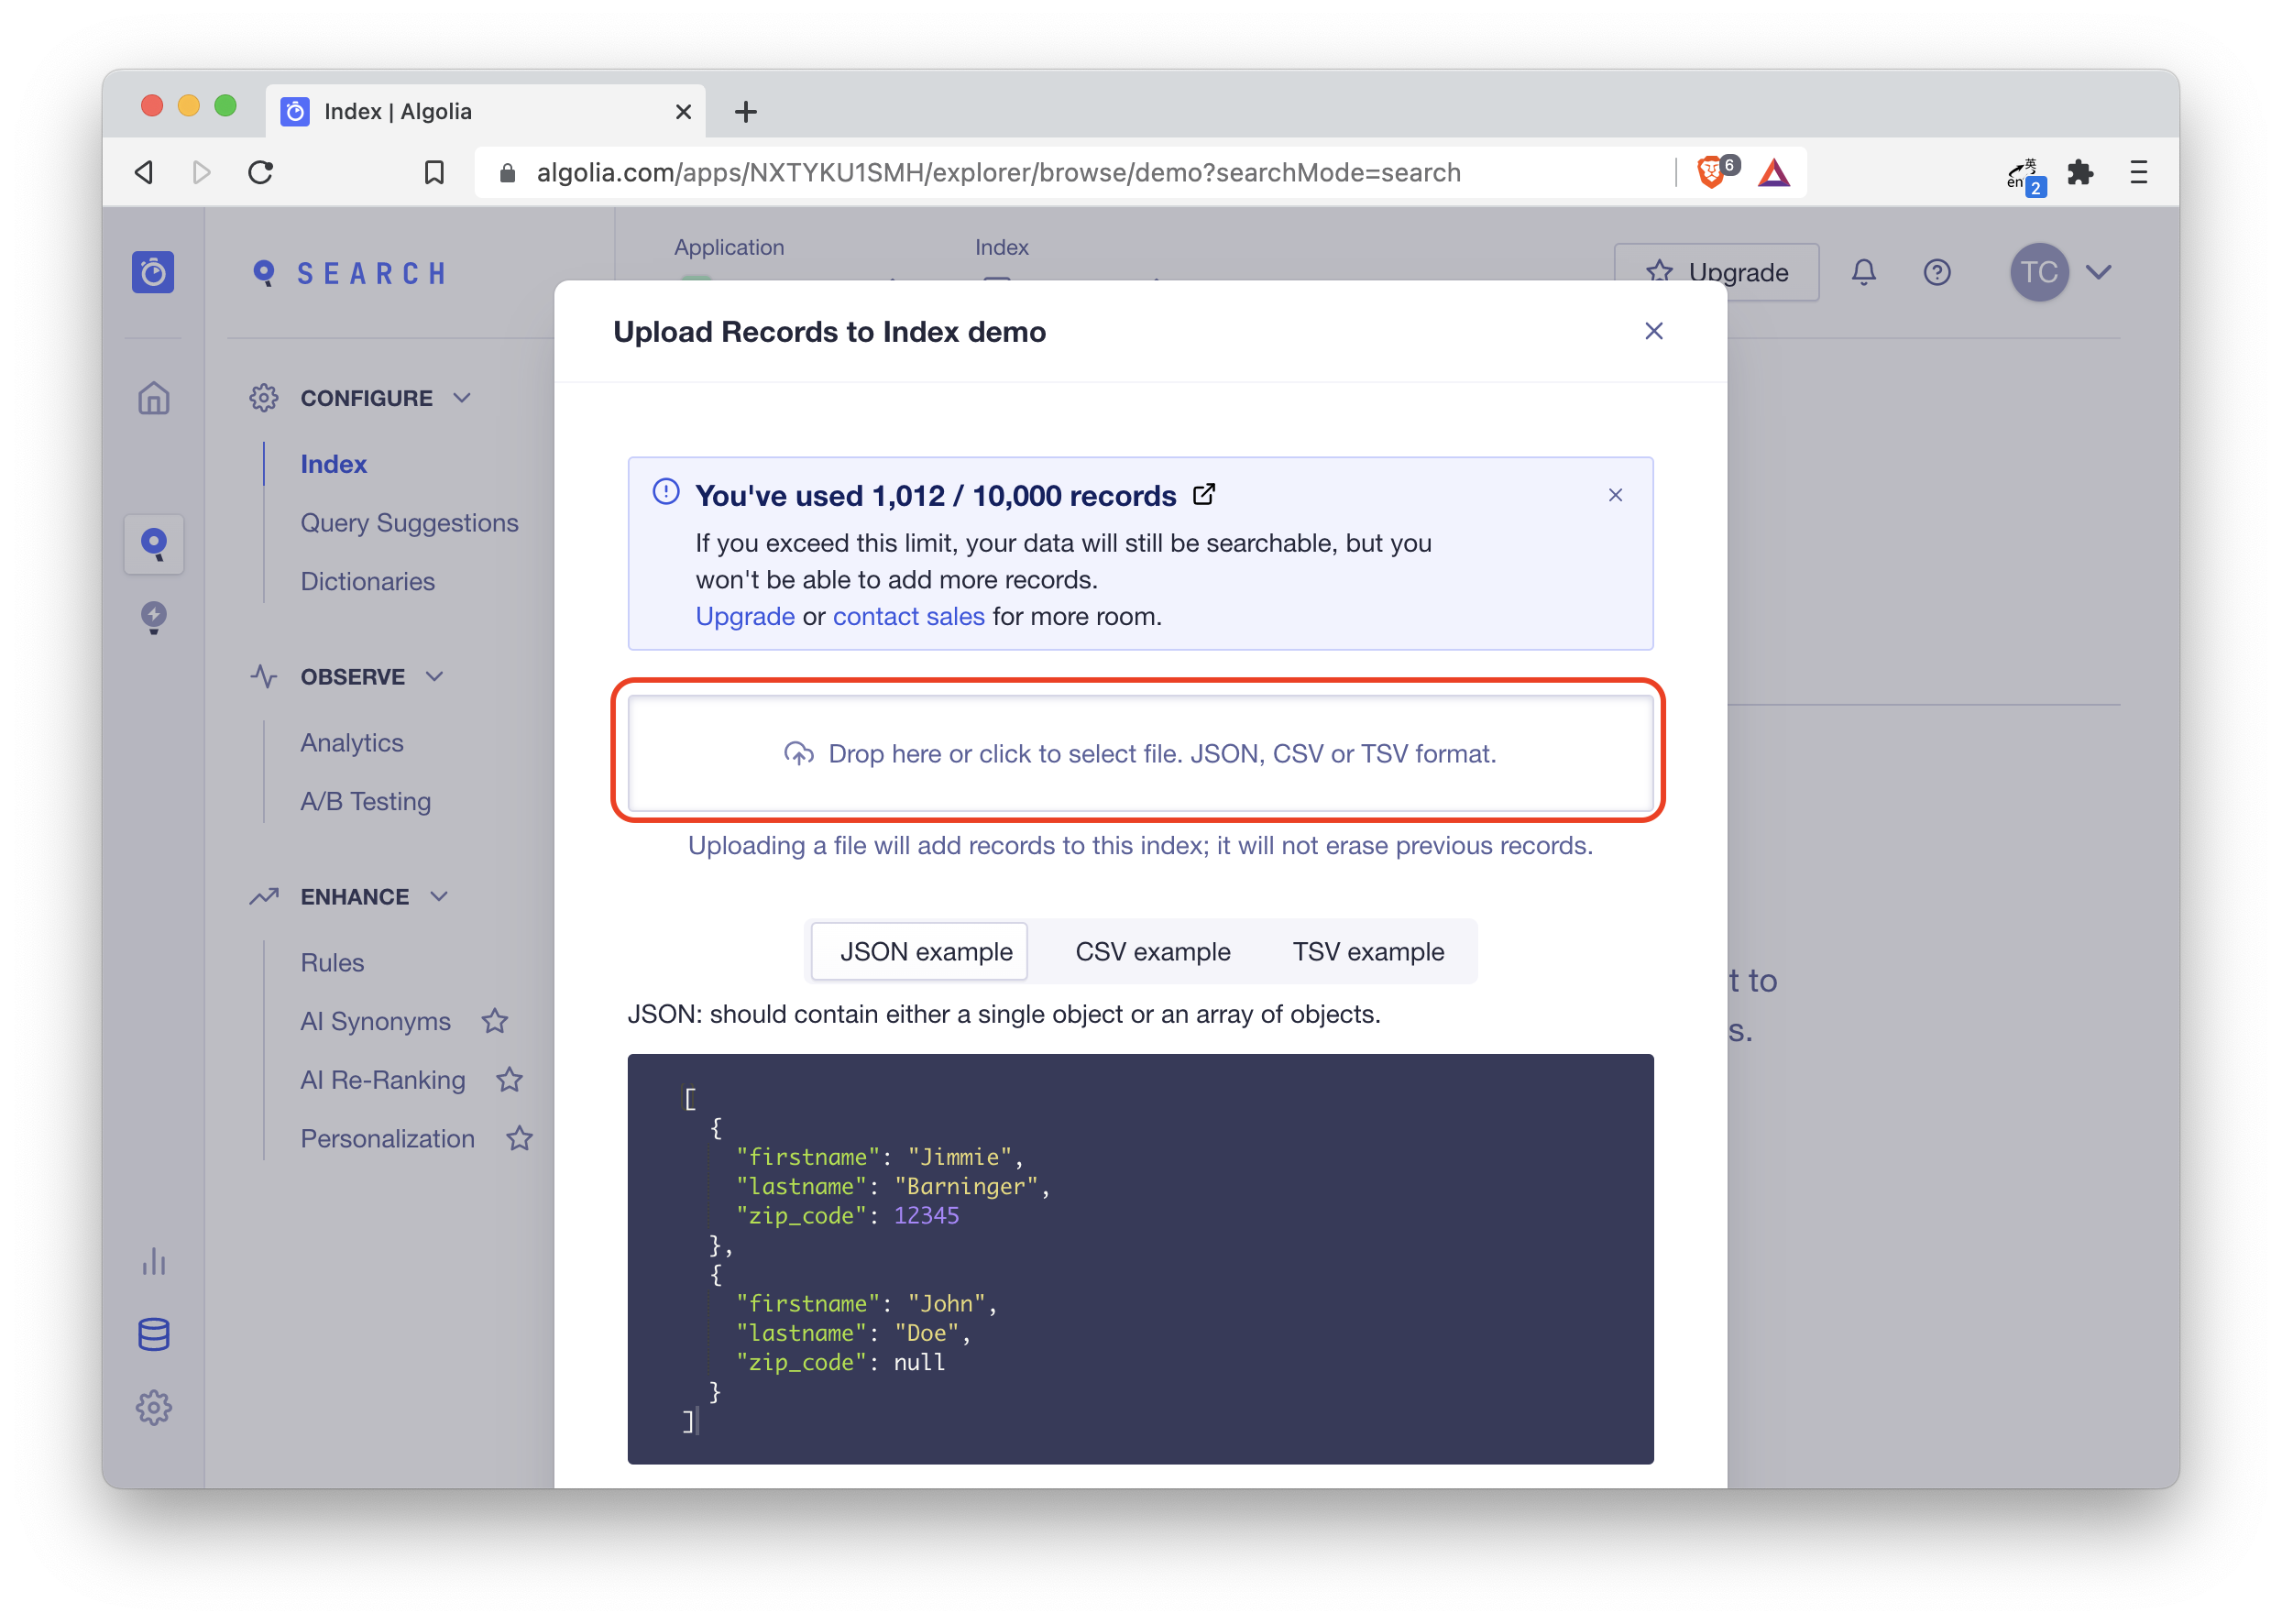 Index | Algolia
algolia.com/apps/NXTYKU1SMH/explorer/browse/demo?searchMode=search
6
英
en
2
SEARCH
Application
Index
Upgrade
TC
CONFIGURE
Index
Query Suggestions
Dictionaries
OBSERVE
Analytics
A/B Testing
ENHANCE
Rules
AI Synonyms
AI Re-Ranking
Personalization
Upload Records to Index demo
You've used 1,012 / 10,000 records
If you exceed this limit, your data will still be searchable, but you
won't be able to add more records.
Upgrade or contact sales for more room.
Drop here or click to select file. JSON, CSV or TSV format.
Uploading a file will add records to this index; it will not erase previous records.
JSON example CSV example TSV example
JSON: should contain either a single object or an array of objects.
[
{
"firstname": "Jimmie",
"lastname": "Barninger",
"zip_code": 12345
},
{
"firstname": "John",
"lastname": "Doe",
"zip_code": null
}
]
t to
s.